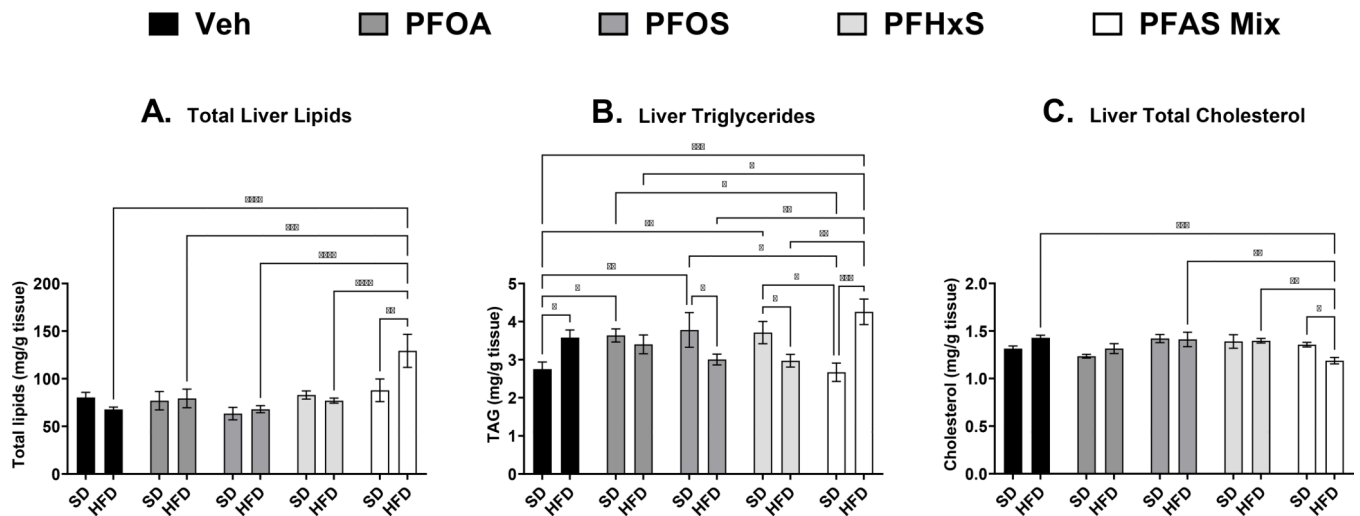 Veh PFOA PFOS PFHxS PFAS Mix
A. Total Liver Lipids
Total lipids (mg/g tissue)
200
150
100
50
0
SD HFD SD HFD SD HFD SD HFD SD HFD
B. Liver Triglycerides
TAG (mg/g tissue)
5
4
3
2
1
0
SD HFD SD HFD SD HFD SD HFD SD HFD
C. Liver Total Cholesterol
Cholesterol (mg/g tissue)
2.0
1.5
1.0
0.5
0.0
SD HFD SD HFD SD HFD SD HFD SD HFD